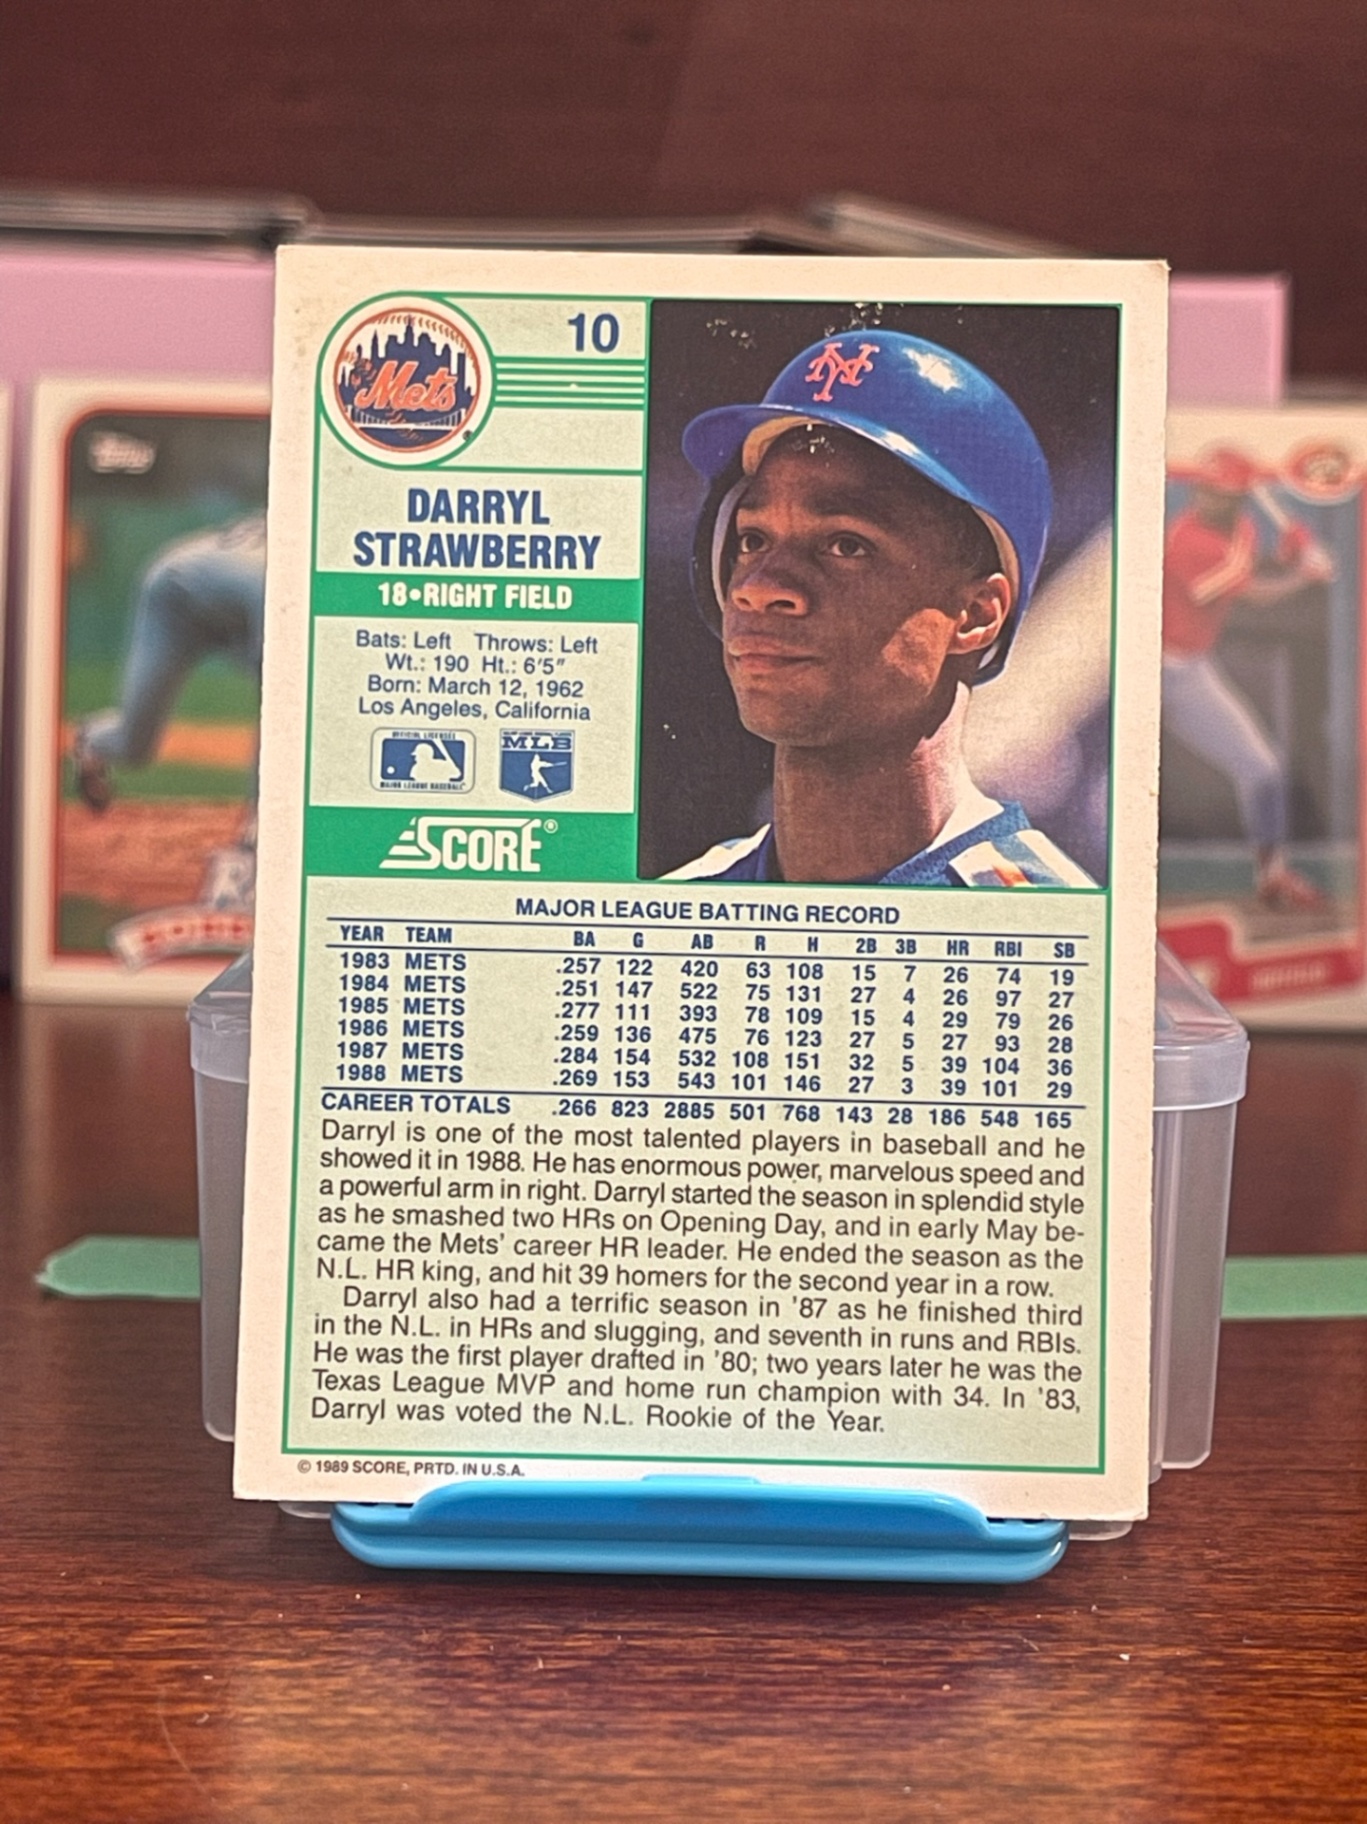 10
Mets
DARRYL
STRAWBERRY
18•RIGHT FIELD
Bats: Left Throws: Left
Wt.: 190 Ht.: 6'5"
Born: March 12, 1962
Los Angeles, California
OFFICIAL LICENSEE
MAJOR LEAGUE BASEBALL
MLB
SCORE®
NY
MAJOR LEAGUE BATTING RECORD
YEAR TEAM BA G AB R H 2B 3B HR RBI SB
1983 METS .257 122 420 63 108 15 7 26 74 19
1984 METS .251 147 522 75 131 27 4 26 97 27
1985 METS .277 111 393 78 109 15 4 29 79 26
1986 METS .259 136 475 76 123 27 5 27 93 28
1987 METS .284 154 532 108 151 32 5 39 104 36
1988 METS .269 153 543 101 146 27 3 39 101 29
CAREER TOTALS .266 823 2885 501 768 143 28 186 548 165
Darryl is one of the most talented players in baseball and he
showed it in 1988. He has enormous power, marvelous speed and
a powerful arm in right. Darryl started the season in splendid style
as he smashed two HRs on Opening Day, and in early May be-
came the Mets' career HR leader. He ended the season as the
N.L. HR king, and hit 39 homers for the second year in a row.
Darryl also had a terrific season in '87 as he finished third
in the N.L. in HRs and slugging, and seventh in runs and RBIs.
He was the first player drafted in '80; two years later he was the
Texas League MVP and home run champion with 34. In '83,
Darryl was voted the N.L. Rookie of the Year.
© 1989 SCORE, PRTD. IN U.S.A.
Topps